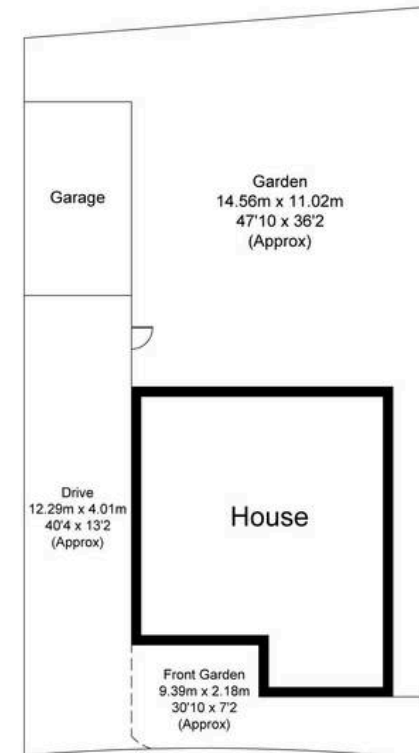 Garage
Garden
14.56m x 11.02m
47'10 x 36'2
(Approx)
Drive
12.29m x 4.01m
40'4 x 13'2
(Approx)
House
Front Garden
9.39m x 2.18m
30'10 x 7'2
(Approx)